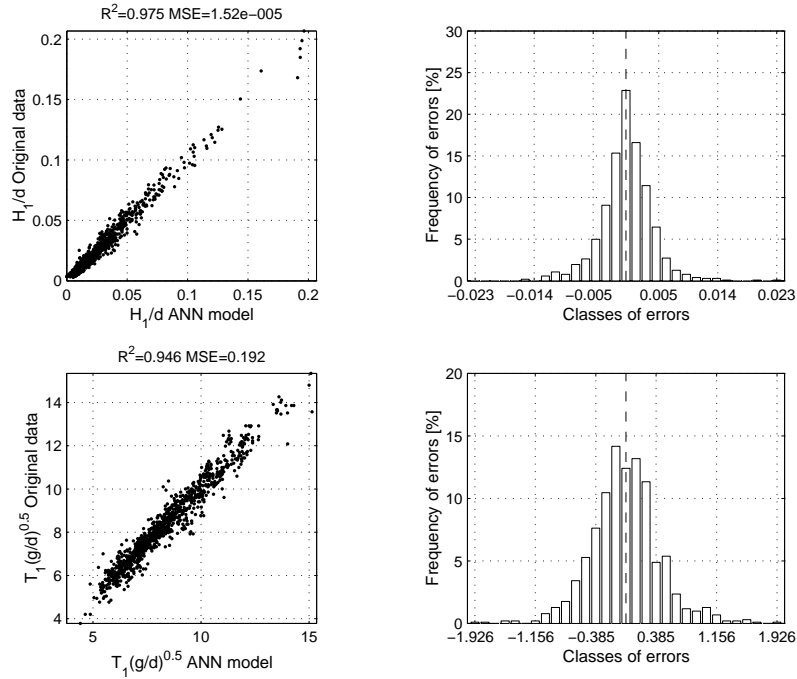 R²=0.975 MSE=1.52e−005
0.2
0.15
0.1
0.05
0
H₁/d Original data
0 0.05 0.1 0.15 0.2
H₁/d ANN model
30
25
20
15
10
5
0
Frequency of errors [%]
−0.023 −0.014 −0.005 0.005 0.014 0.023
Classes of errors
R²=0.946 MSE=0.192
14
12
10
8
6
4
T₁(g/d)^0.5 Original data
5 10 15
T₁(g/d)^0.5 ANN model
20
15
10
5
0
Frequency of errors [%]
−1.926 −1.156 −0.385 0.385 1.156 1.926
Classes of errors